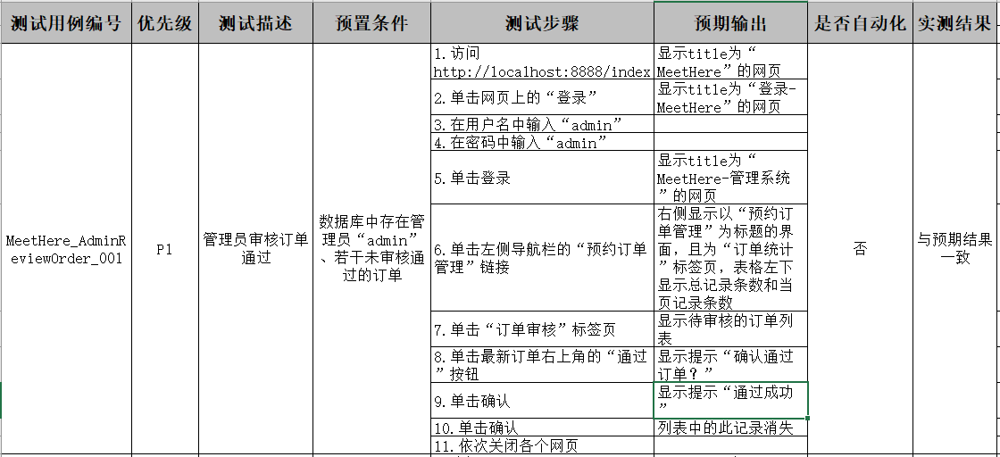 测试用例编号
优先级
测试描述
预置条件
测试步骤
预期输出
是否自动化
实测结果
MeetHere_AdminR
eviewOrder_001
P1
管理员审核订单
通过
数据库中存在管
理员“admin”
、若干未审核通
过的订单
1.访问
http://localhost:8888/index
显示title为“
MeetHere”的网页
2.单击网页上的“登录”
显示title为“登录-
MeetHere”的网页
3.在用户名中输入“admin”
4.在密码中输入“admin”
5.单击登录
显示title为“
MeetHere-管理系统
”的网页
6.单击左侧导航栏的“预约订单
管理”链接
右侧显示以“预约订
单管理”为标题的界
面，且为“订单统计
”标签页，表格左下
显示总记录条数和当
页记录条数
7.单击“订单审核”标签页
显示待审核的订单列
表
8.单击最新订单右上角的“通过
”按钮
显示提示“确认通过
订单？”
9.单击确认
显示提示“通过成功
”
10.单击确认
列表中的此记录消失
11.依次关闭各个网页
否
与预期结果
一致